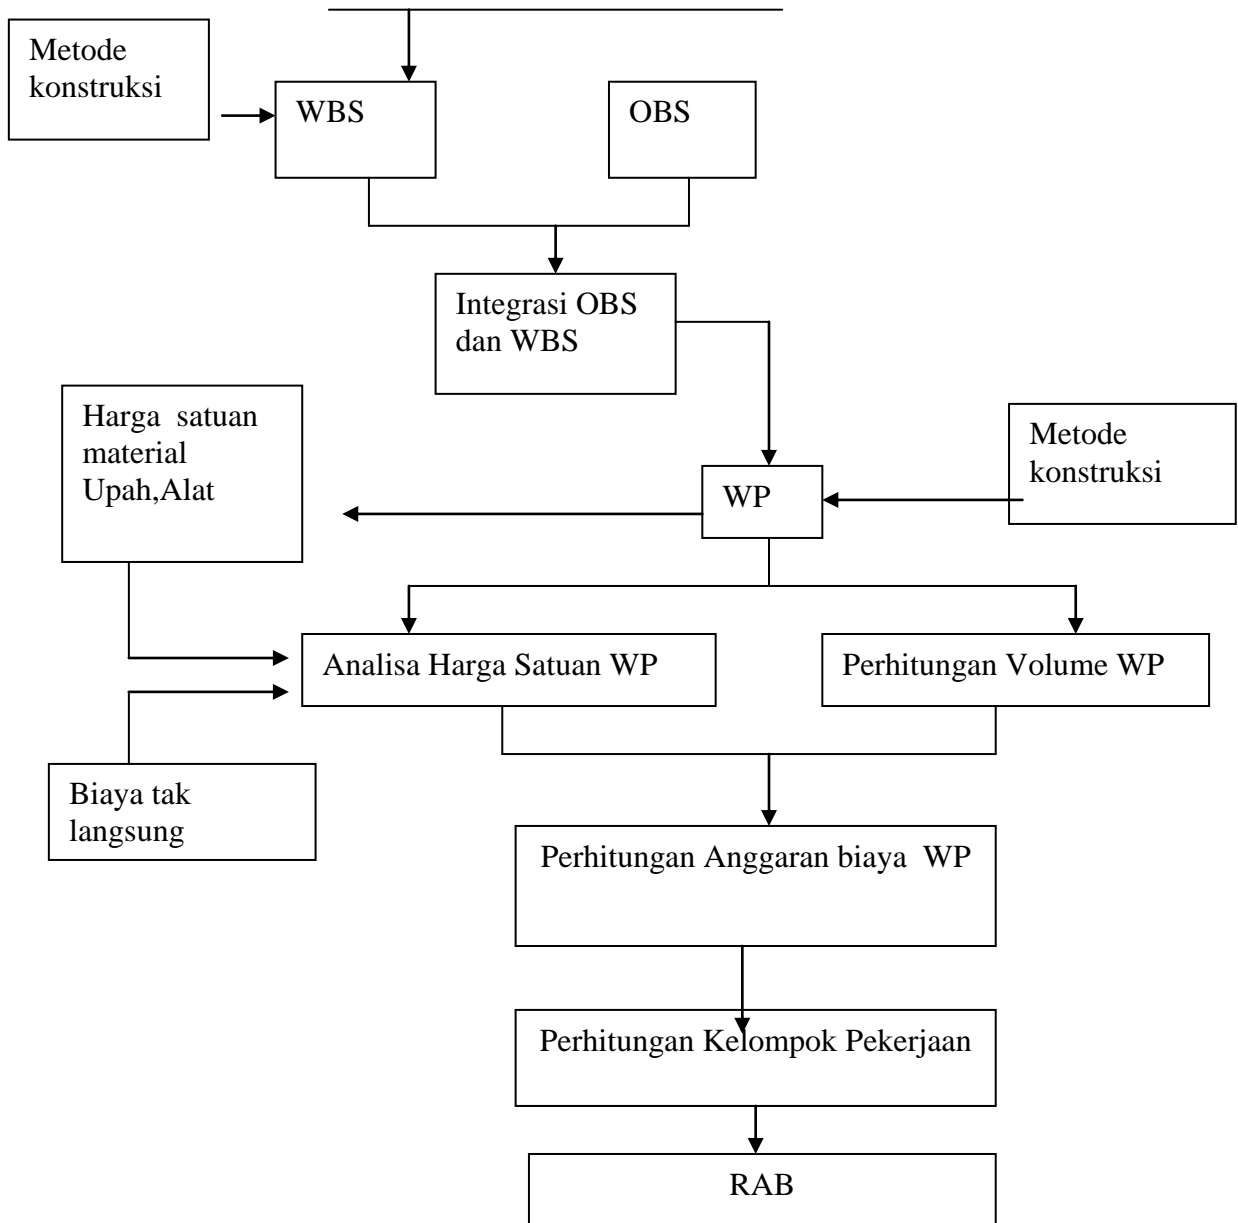 Metode
konstruksi
WBS
OBS
Integrasi OBS
dan WBS
Harga  satuan
material
Upah,Alat
Metode
konstruksi
WP
Analisa Harga Satuan WP
Perhitungan Volume WP
Biaya tak
langsung
Perhitungan Anggaran biaya  WP
Perhitungan Kelompok Pekerjaan
RAB